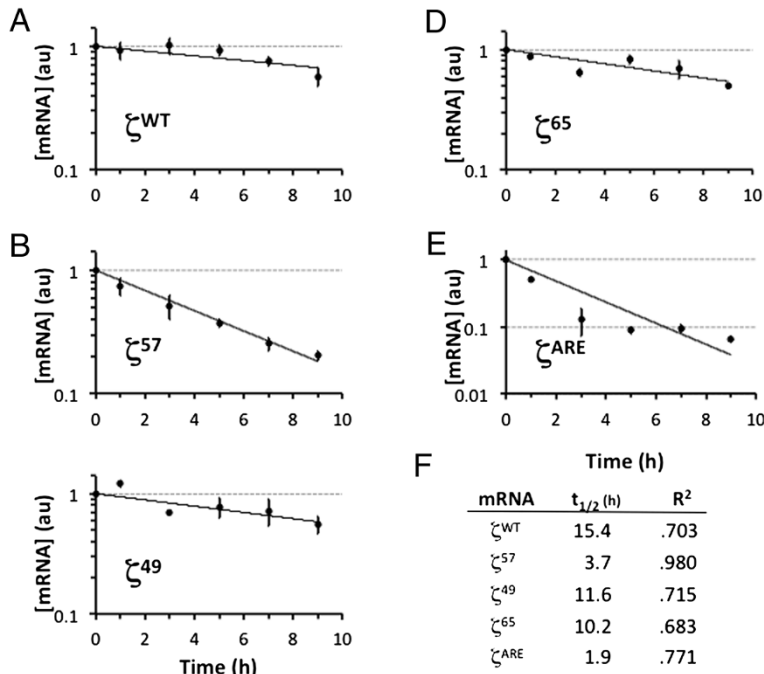 A
[mRNA] (au)
1
0.1
ζWT
0 2 4 6 8 10
B
[mRNA] (au)
1
0.1
ζ57
0 2 4 6 8 10
[mRNA] (au)
1
0.1
ζ49
0 2 4 6 8 10
Time (h)
D
[mRNA] (au)
1
0.1
ζ65
0 2 4 6 8 10
E
[mRNA] (au)
1
0.1
0.01
ζARE
0 2 4 6 8 10
Time (h)
F
mRNA t1/2 (h) R2
ζWT 15.4 .703
ζ57 3.7 .980
ζ49 11.6 .715
ζ65 10.2 .683
ζARE 1.9 .771